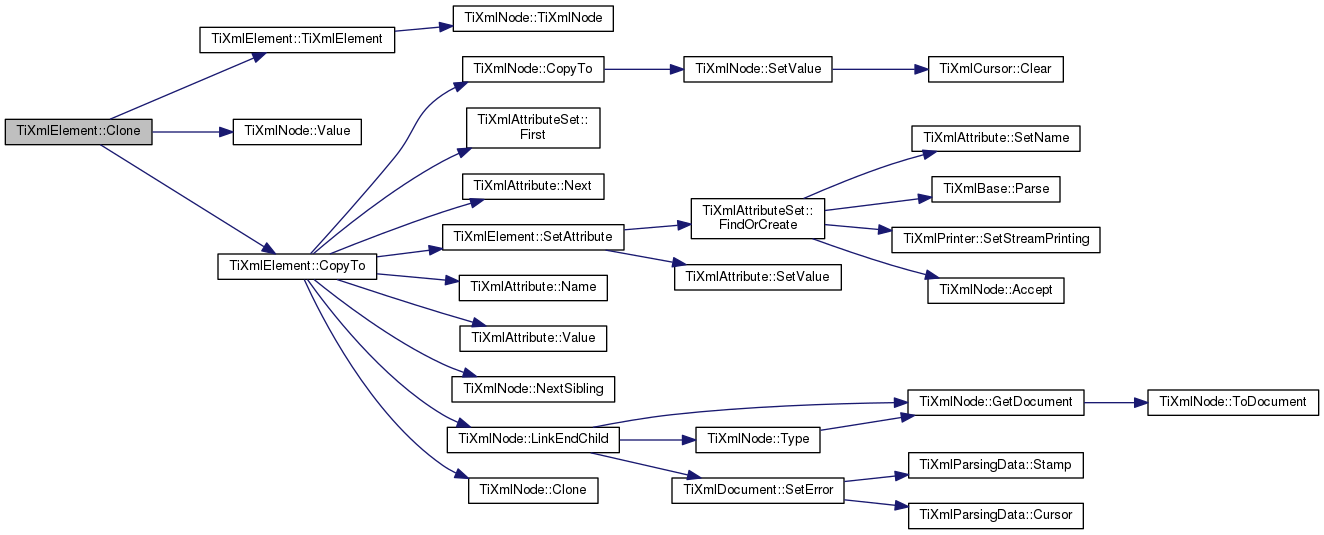 TiXmlElement::Clone
TiXmlElement::TiXmlElement
TiXmlNode::TiXmlNode
TiXmlNode::Value
TiXmlElement::CopyTo
TiXmlNode::CopyTo
TiXmlNode::SetValue
TiXmlCursor::Clear
TiXmlAttributeSet::
First
TiXmlAttribute::Next
TiXmlElement::SetAttribute
TiXmlAttributeSet::
FindOrCreate
TiXmlAttribute::SetName
TiXmlBase::Parse
TiXmlPrinter::SetStreamPrinting
TiXmlNode::Accept
TiXmlAttribute::SetValue
TiXmlAttribute::Name
TiXmlAttribute::Value
TiXmlNode::NextSibling
TiXmlNode::LinkEndChild
TiXmlNode::GetDocument
TiXmlNode::ToDocument
TiXmlNode::Type
TiXmlDocument::SetError
TiXmlParsingData::Stamp
TiXmlParsingData::Cursor
TiXmlNode::Clone